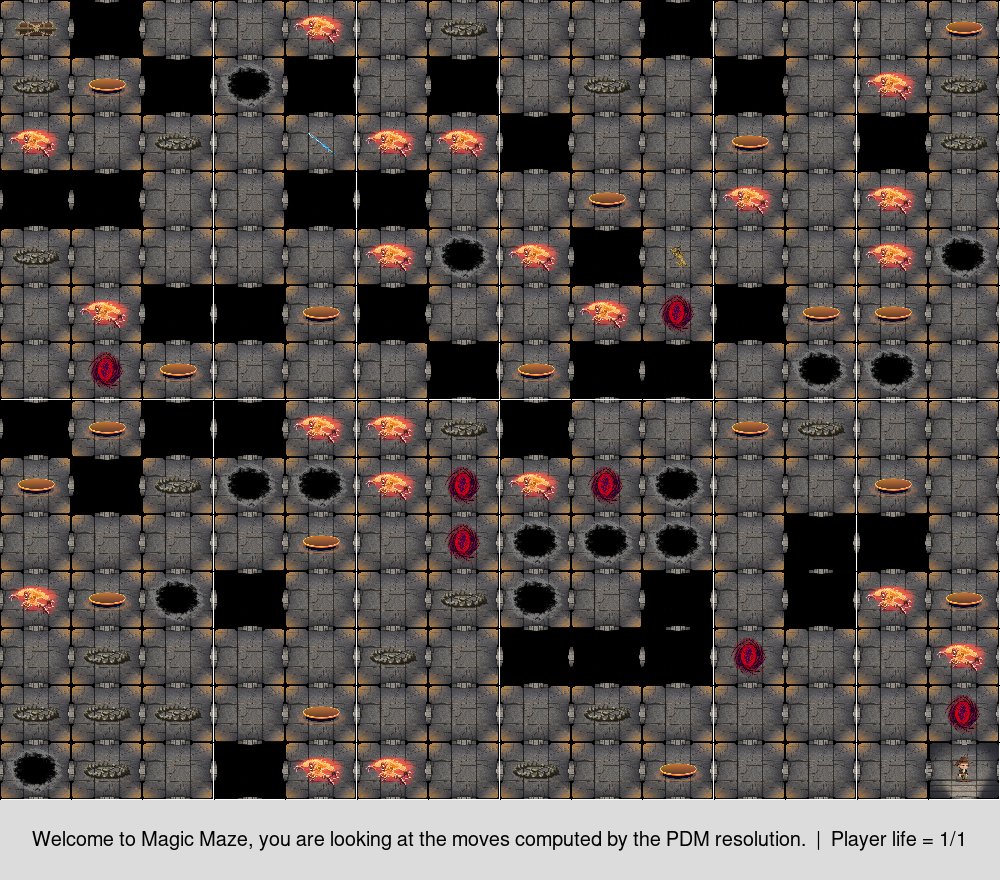 Welcome to Magic Maze, you are looking at the moves computed by the PDM resolution.  |  Player life = 1/1